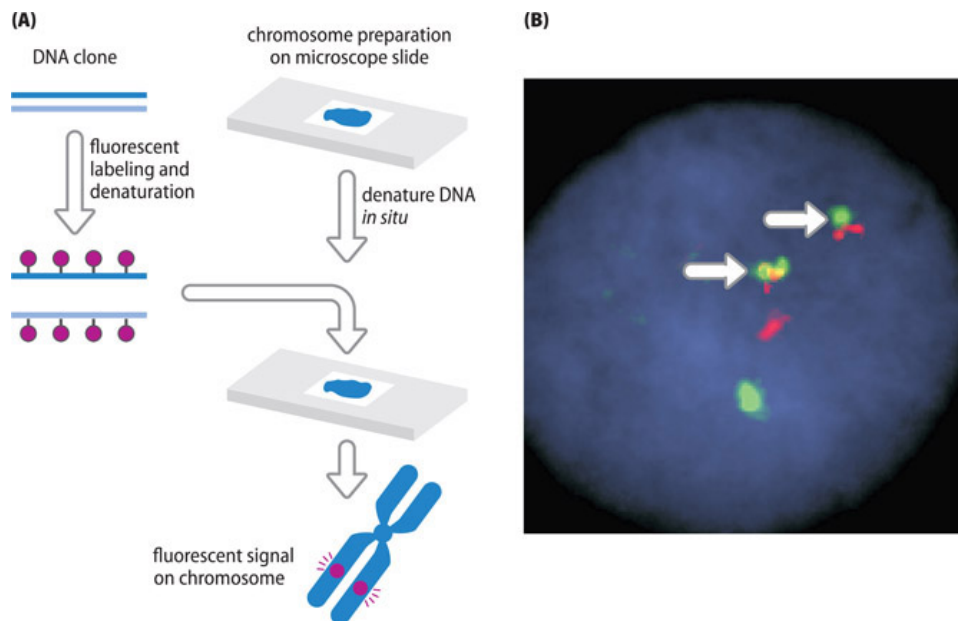 (A)
DNA clone
fluorescent
labeling and
denaturation
chromosome preparation
on microscope slide
denature DNA
in situ
fluorescent signal
on chromosome
(B)